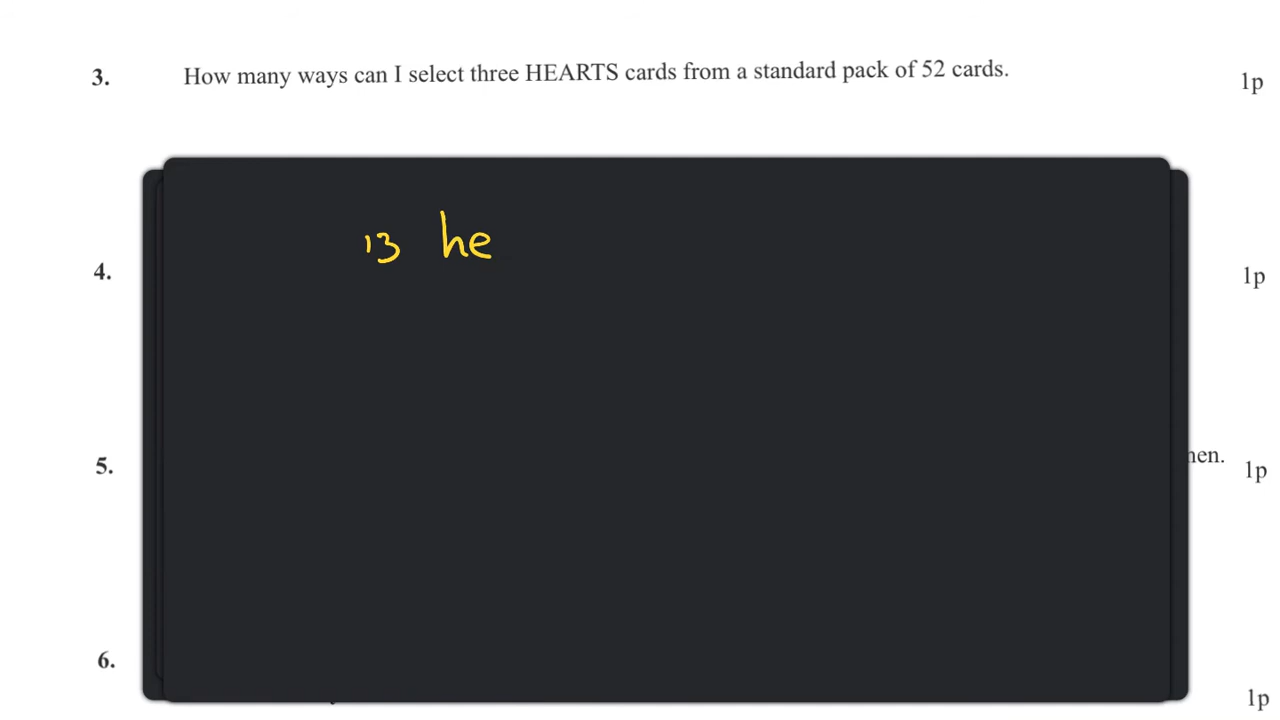 3. How many ways can I select three HEARTS cards from a standard pack of 52 cards. 1p
13 he
4. 1p
5. hen. 1p
6. 1p